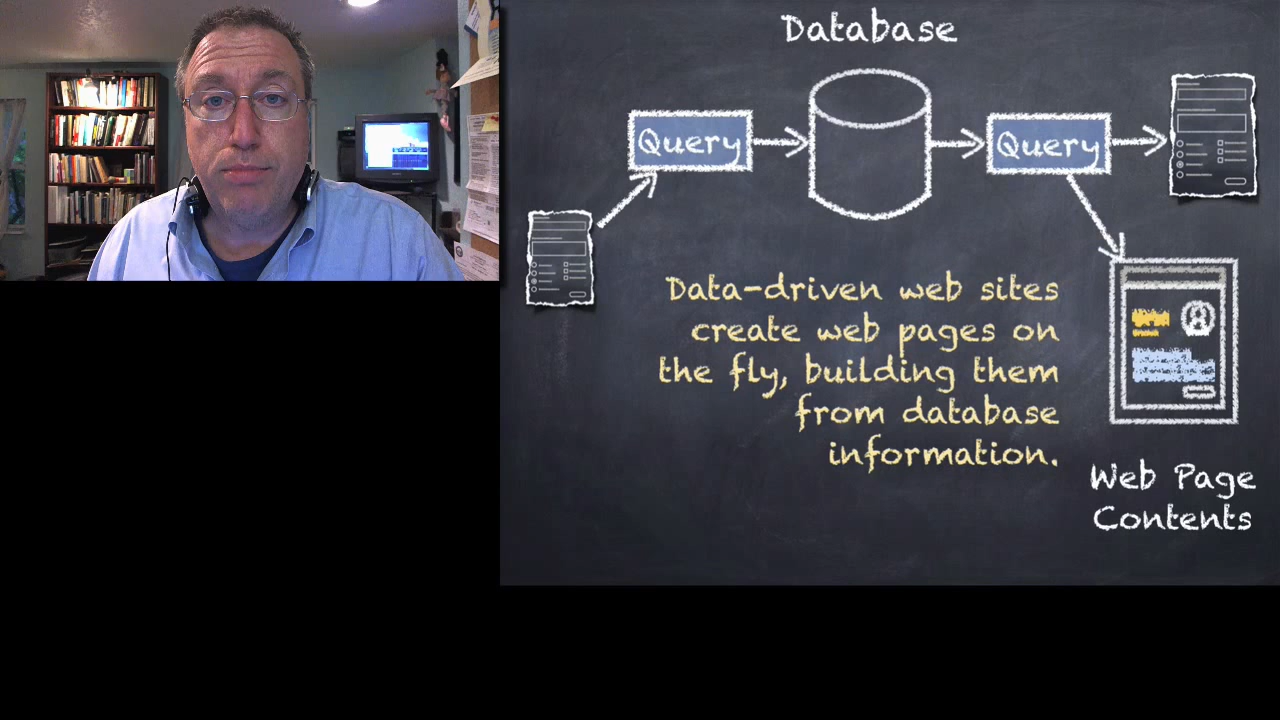 Database
Query
Query
Data-driven web sites
create web pages on
the fly, building them
from database
information.
Web Page
Contents